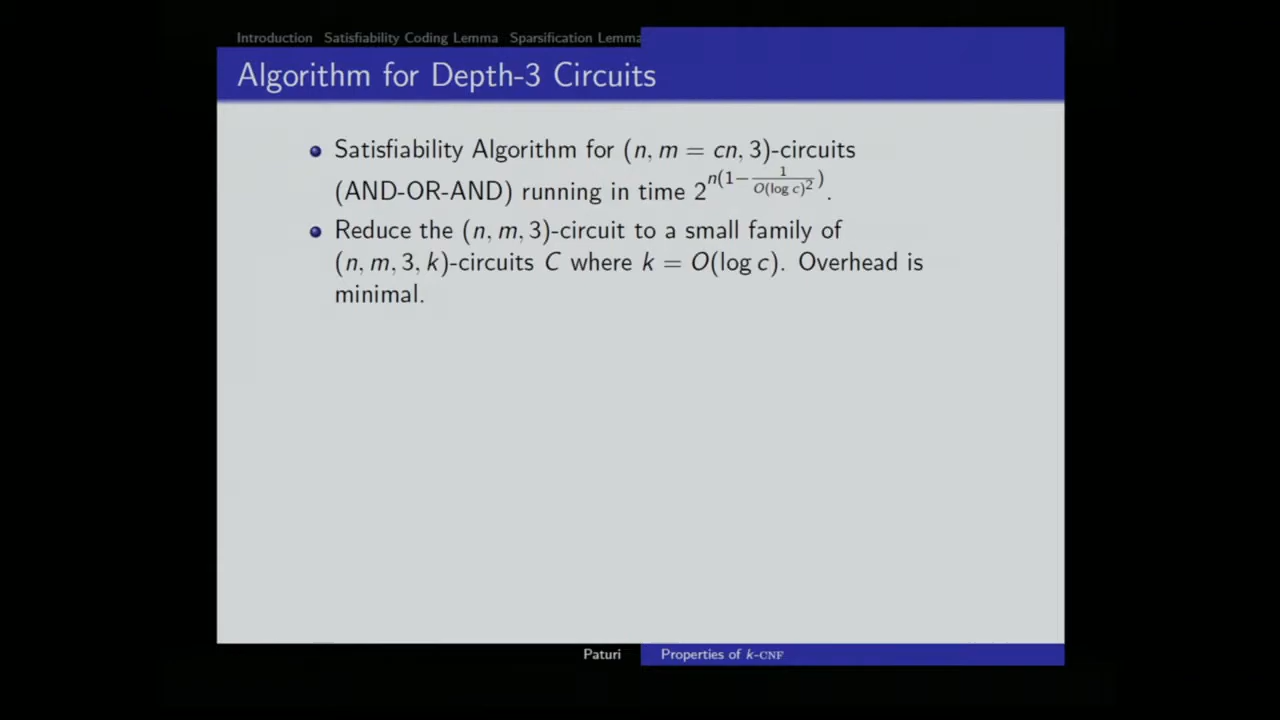 Introduction Satisfiability Coding Lemma Sparsification Lemma
Algorithm for Depth-3 Circuits
Satisfiability Algorithm for (n, m = cn, 3)-circuits
(AND-OR-AND) running in time 2^{n(1−\frac{1}{O(log c)^2})}.
Reduce the (n, m, 3)-circuit to a small family of
(n, m, 3, k)-circuits C where k = O(log c). Overhead is
minimal.
Paturi Properties of k-CNF